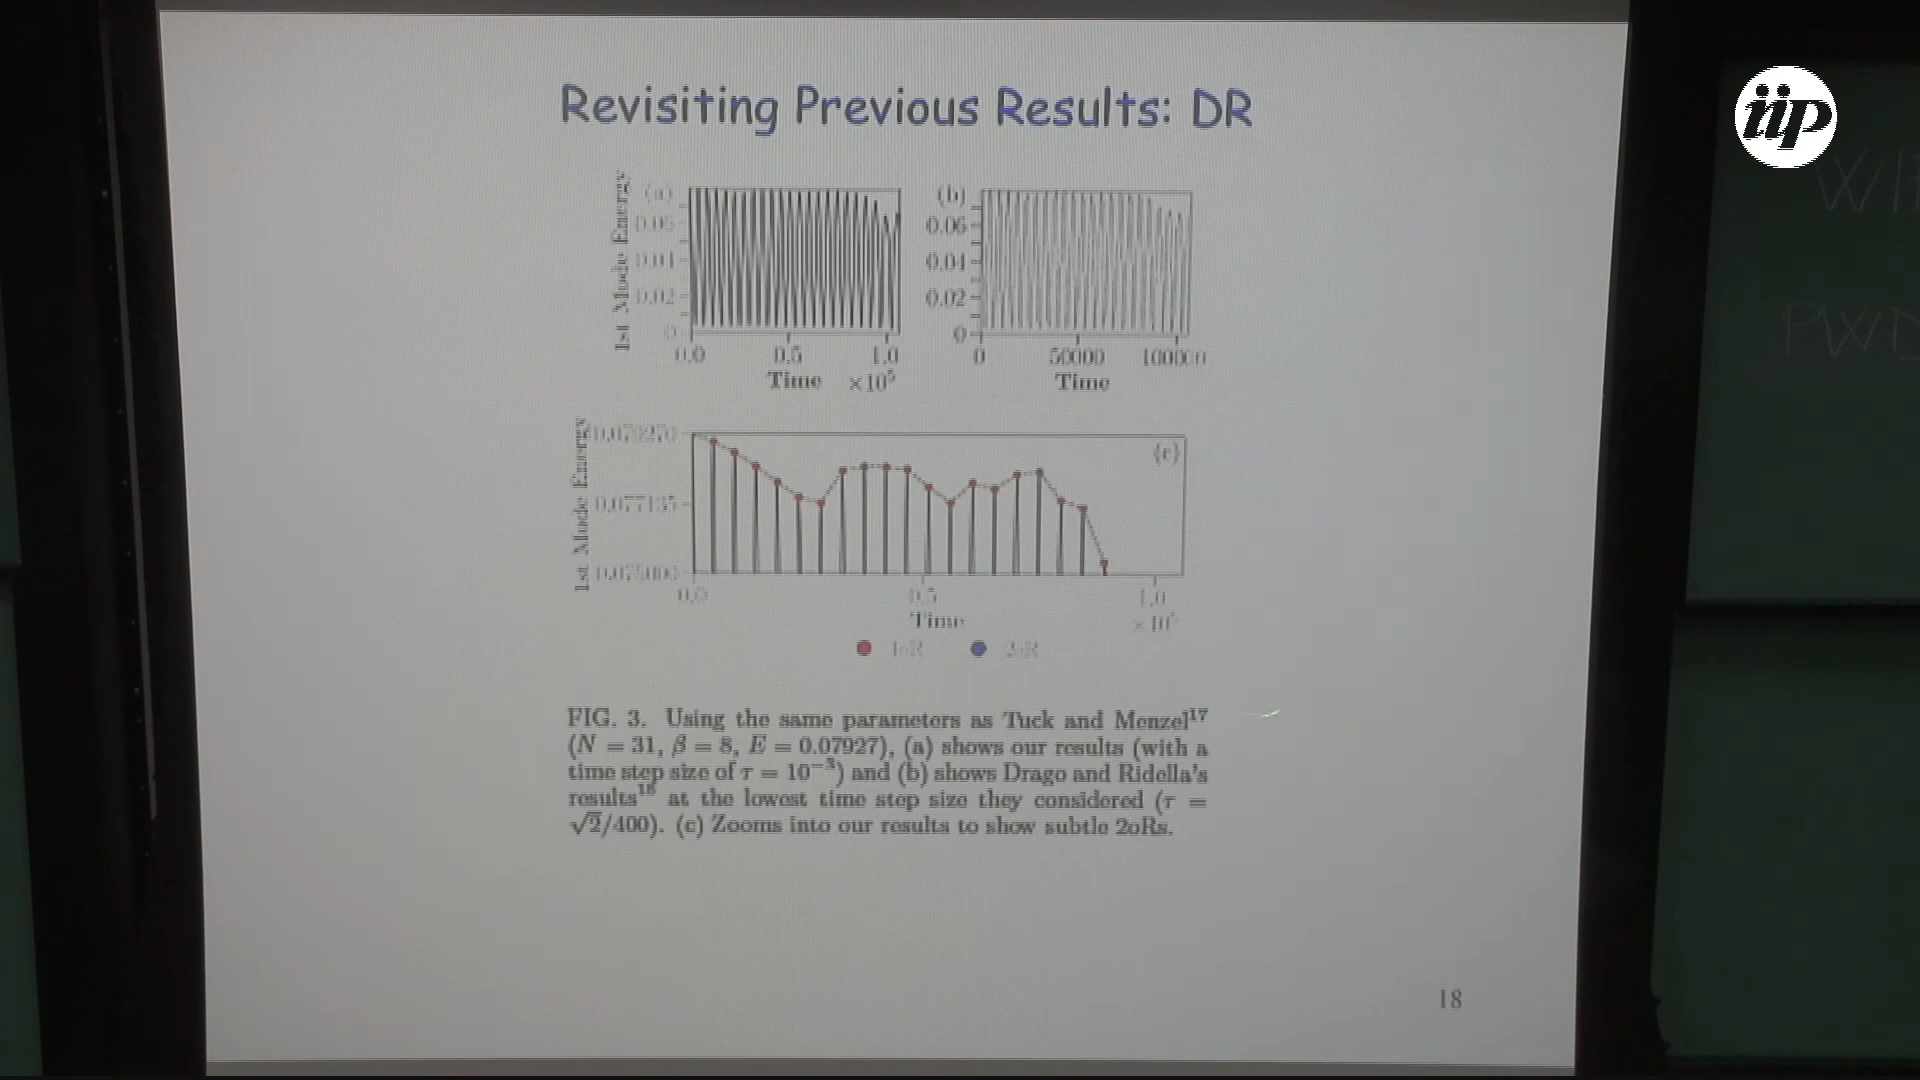 iip
Revisiting Previous Results: DR
1st Mode Energy
(a)
0.06
0.04
0.02
0
0.0 0.5 1.0
Time ×10⁵
(b)
0.06
0.04
0.02
0
0 50000 100000
Time
1st Mode Energy
0.079270
0.077135
(c)
0.0 0.5 1.0
Time
×10⁵
1oR 2oR
FIG. 3. Using the same parameters as Tuck and Menzel¹⁷
(N = 31, β = 8, E = 0.07927), (a) shows our results (with a
time step size of τ = 10⁻³) and (b) shows Drago and Ridella's
results¹⁸ at the lowest time step size they considered (τ =
√2/400). (c) Zooms into our results to show subtle 2oRs.
18
PWD